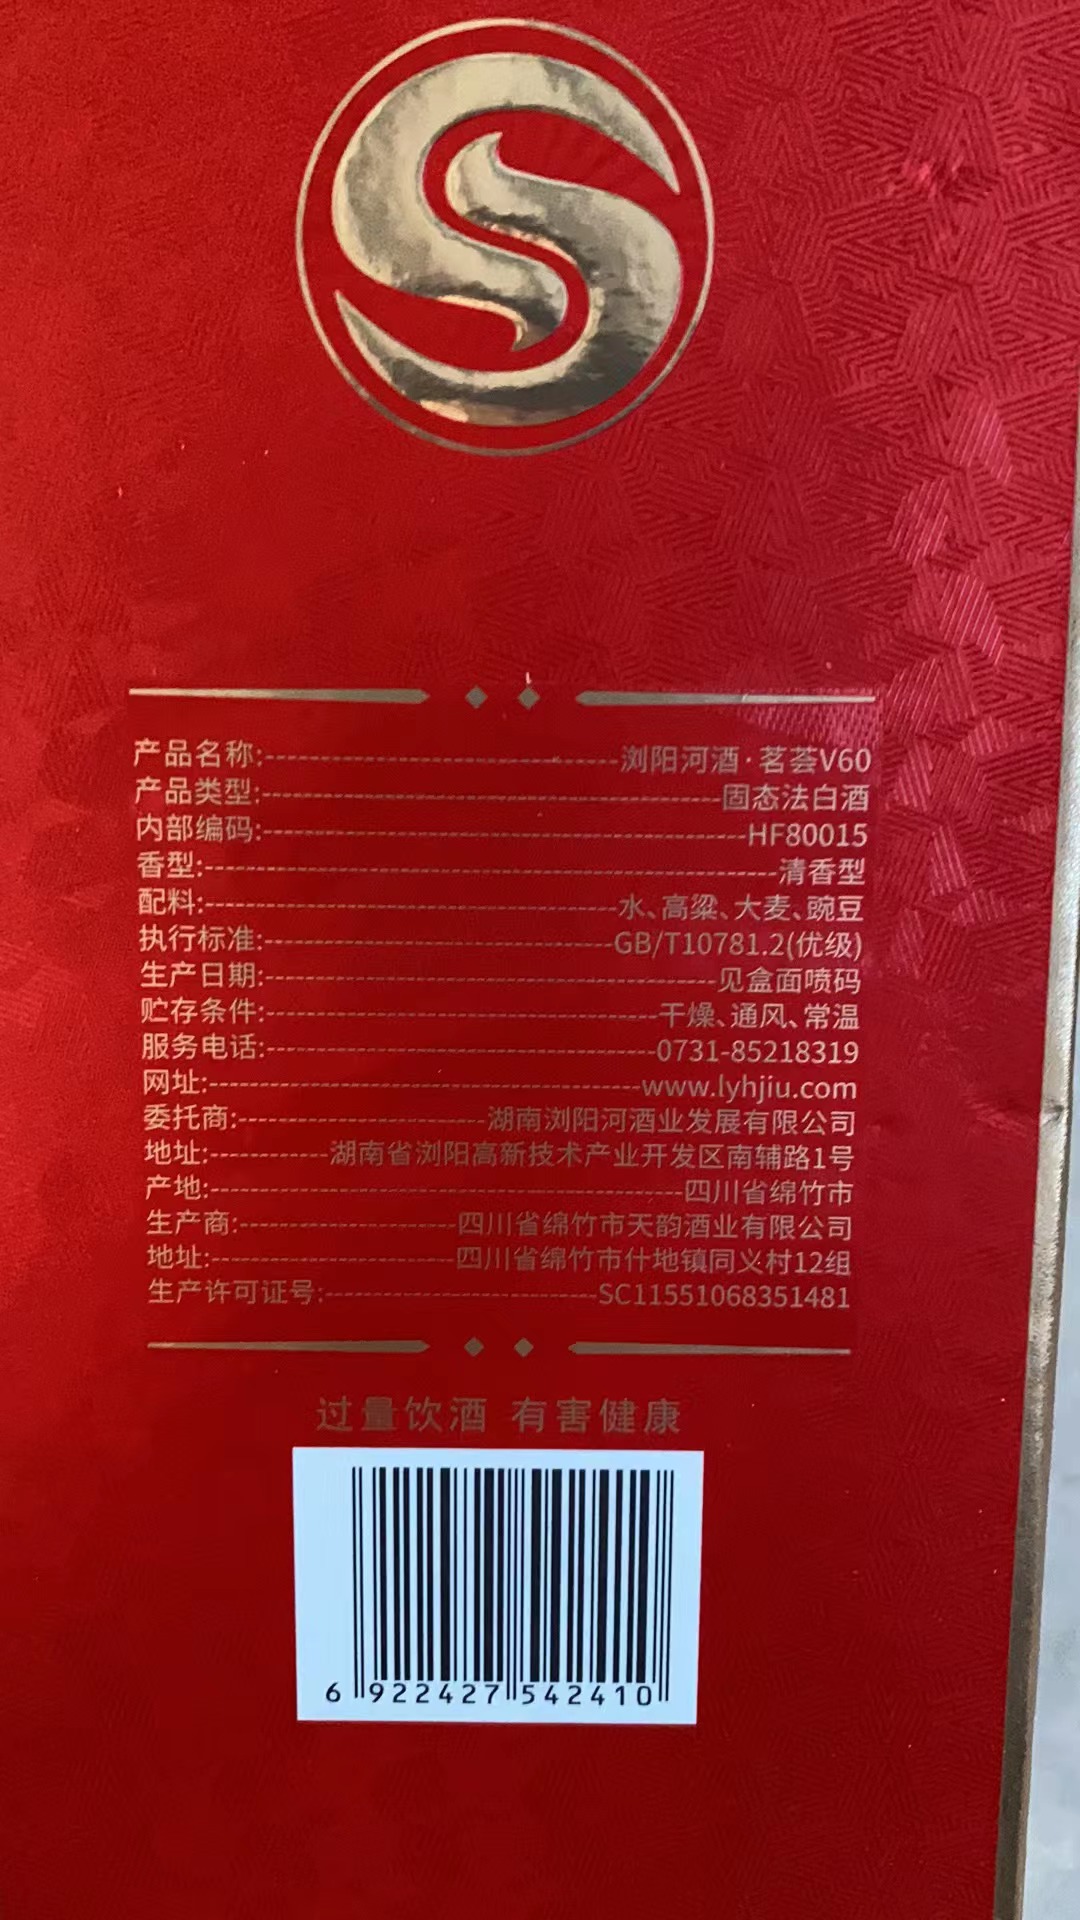 产品名称:浏阳河酒·茗荟V60
产品类型:固态法白酒
内部编码:HF80015
香型:清香型
配料:水、高粱、大麦、豌豆
执行标准:GB/T10781.2(优级)
生产日期:见盒面喷码
贮存条件:干燥、通风、常温
服务电话:0731-85218319
网址:www.lyhjiu.com
委托商:湖南浏阳河酒业发展有限公司
地址:湖南省浏阳高新技术产业开发区南辅路1号
产地:四川省绵竹市
生产商:四川省绵竹市天韵酒业有限公司
地址:四川省绵竹市什地镇同义村12组
生产许可证号:SC11551068351481
过量饮酒 有害健康
6 922427 542410